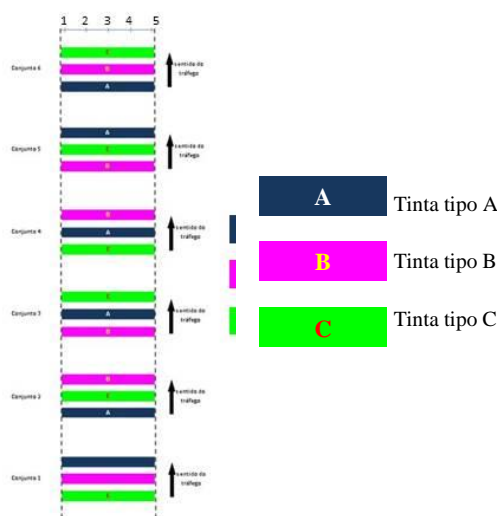 1 2 3 4 5
C
Conjunto 6 B sentido do tráfego
A
A
Conjunto 5 C sentido do tráfego
B
B
Conjunto 4 A sentido do tráfego
C
C
Conjunto 3 A sentido do tráfego
B
B
Conjunto 2 C sentido do tráfego
A
Conjunto 1 sentido do tráfego
A Tinta tipo A
B Tinta tipo B
C Tinta tipo C